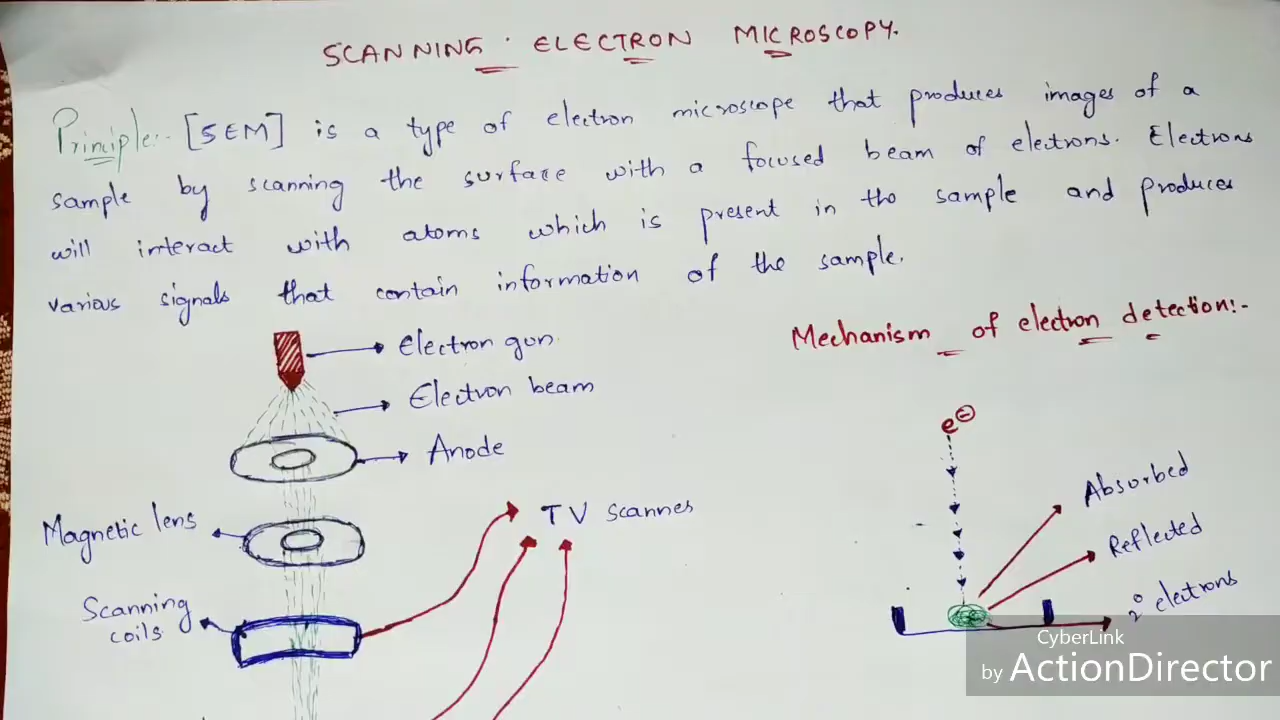 SCANNING ELECTRON MICROSCOPY.
Principle:- [SEM] is a type of electron microscope that produces images of a
sample by scanning the surface with a focused beam of electrons. Electrons
will interact with atoms which is present in the sample and produces
various signals that contain information of the sample.
Electron gun
Electron beam
Anode
Magnetic lens
Scanning
coils
TV scanner
Mechanism of electron detection:-
e⊖
Absorbed
Reflected
2° electrons
CyberLink
by ActionDirector